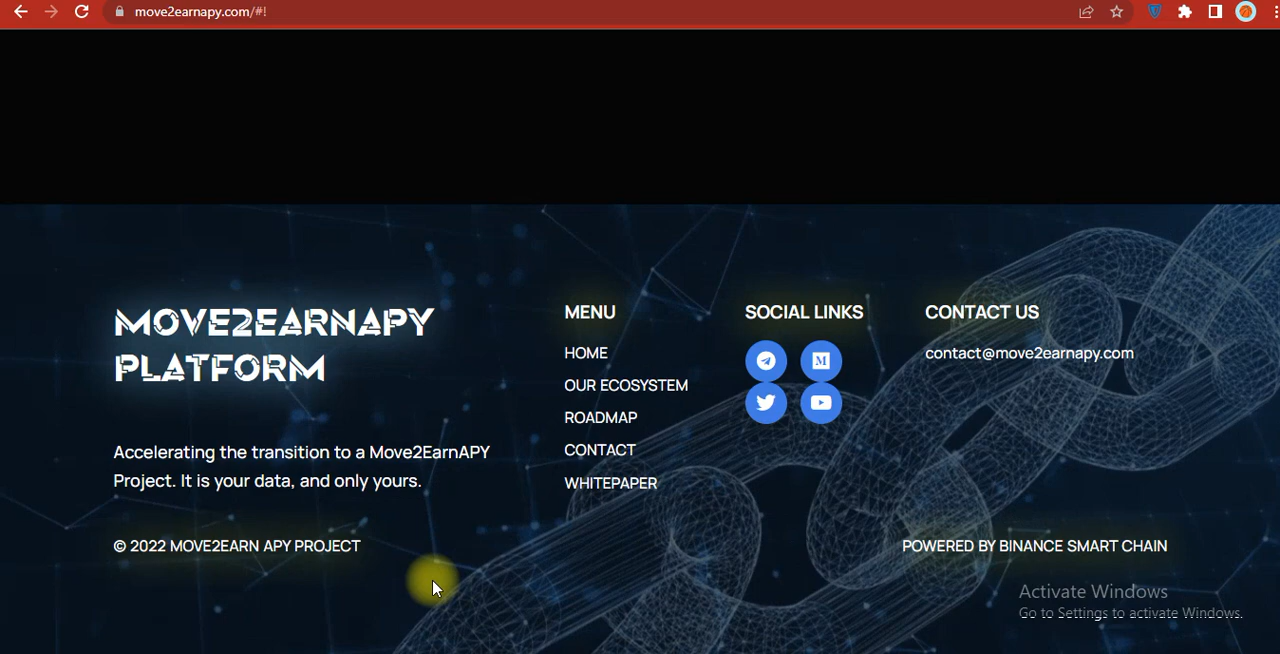 move2earnapy.com/#!
MOVE2EARNAPY
PLATFORM
Accelerating the transition to a Move2EarnAPY
Project. It is your data, and only yours.
MENU
HOME
OUR ECOSYSTEM
ROADMAP
CONTACT
WHITEPAPER
SOCIAL LINKS
M
CONTACT US
contact@move2earnapy.com
© 2022 MOVE2EARN APY PROJECT
POWERED BY BINANCE SMART CHAIN
Activate Windows
Go to Settings to activate Windows.